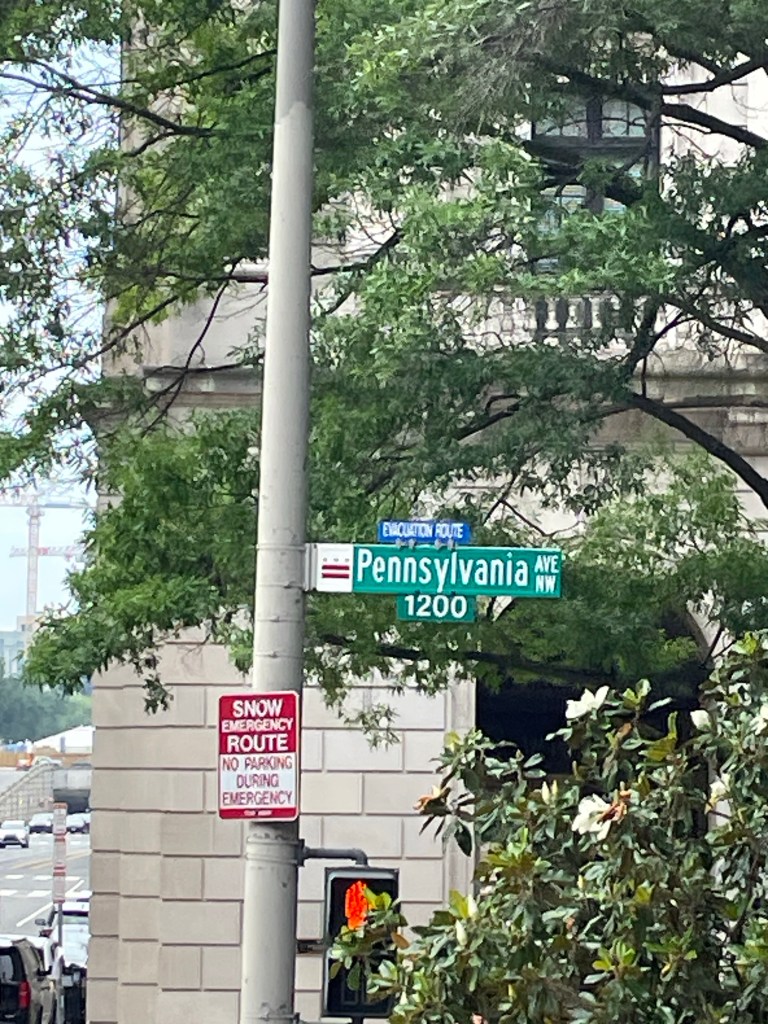 EVACUATION ROUTE
Pennsylvania AVE NW
1200
SNOW
EMERGENCY
ROUTE
NO PARKING
DURING
EMERGENCY